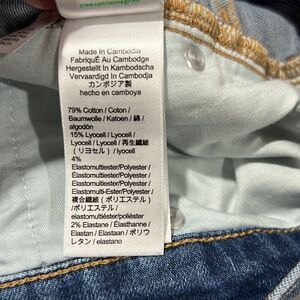 Made In Cambodia
FabriquÉ Au Cambodge
Hergestellt In Kambodscha
Vervaardigd In Cambodja
カンボジア製
hecho en camboya
79% Cotton / Coton /
Baumwolle / Katoen / 綿 /
algodón
15% Lyocell / Lyocell /
Lyocell / Lyocell / 再生繊維
(リヨセル) / lyocell
4%
Elastomultiester/Polyester /
Élastomultiester/Polyester /
Elastomultiester/Polyester /
Elastomulti-Ester/Polyester /
複合繊維 (ポリエステル)
/ポリエステル /
elastomultiéster/poliéster
2% Elastane / Élasthanne /
Elastan / Elastaan / ポリウ
レタン / elastano